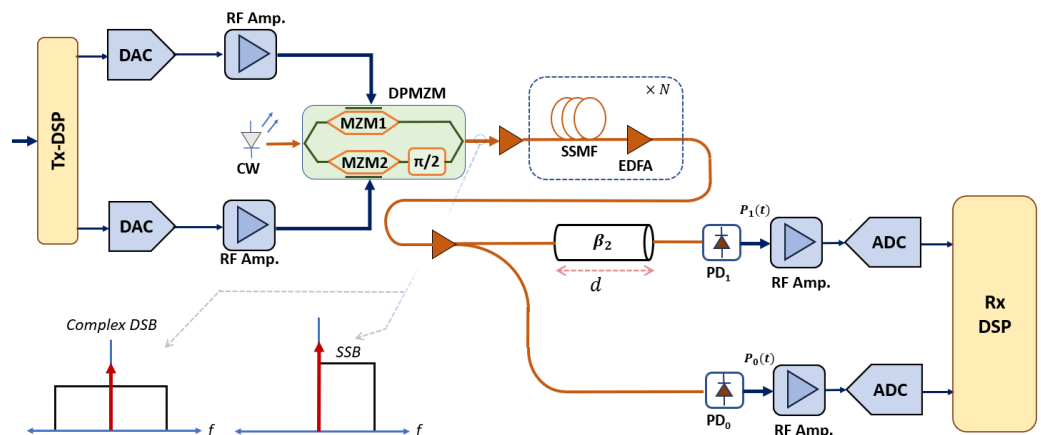 RF Amp.
DAC
Tx-DSP
DPMZM
MZM1
CW
MZM2
π/2
× N
SSMF
EDFA
DAC
RF Amp.
P₁(t)
ADC
β₂
d
PD₁
RF Amp.
Rx
DSP
Complex DSB
SSB
f
f
P₀(t)
ADC
PD₀
RF Amp.